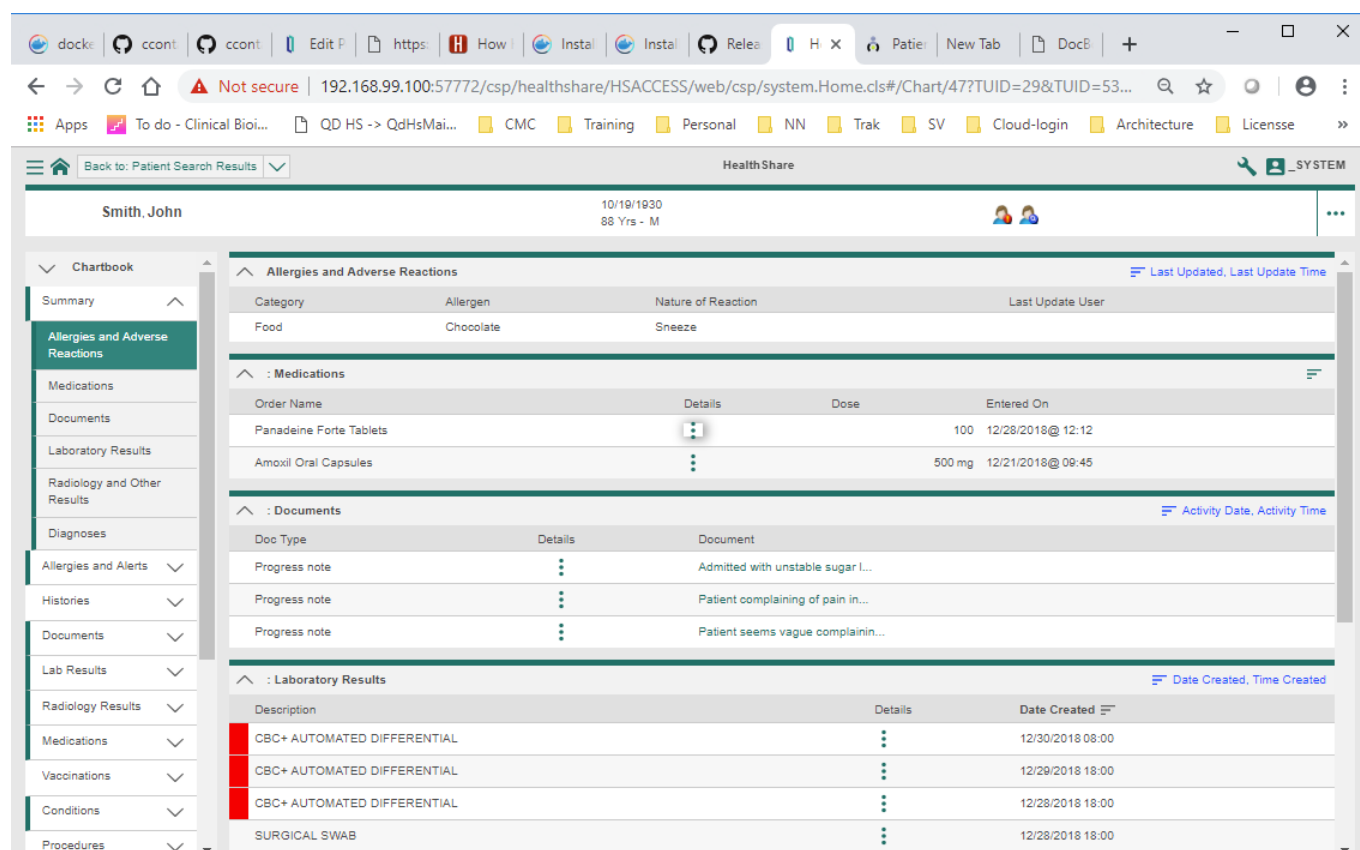 docke ccont ccont Edit P https: How I Instal Instal Relea H Patier New Tab DocB
Not secure 192.168.99.100:57772/csp/healthshare/HSACCESS/web/csp/system.Home.cls#/Chart/47?TUID=29&TUID=53...
Apps To do - Clinical Bioi... QD HS -> QdHsMai... CMC Training Personal NN Trak SV Cloud-login Architecture Licensse »
Back to: Patient Search Results HealthShare _SYSTEM
Smith, John
10/19/1930
88 Yrs - M
Chartbook
Summary
Allergies and Adverse
Reactions
Medications
Documents
Laboratory Results
Radiology and Other
Results
Diagnoses
Allergies and Alerts
Histories
Documents
Lab Results
Radiology Results
Medications
Vaccinations
Conditions
Procedures
Allergies and Adverse Reactions Last Updated, Last Update Time
Category Allergen Nature of Reaction Last Update User
Food Chocolate Sneeze
: Medications
Order Name Details Dose Entered On
Panadeine Forte Tablets 100 12/28/2018@ 12:12
Amoxil Oral Capsules 500 mg 12/21/2018@ 09:45
: Documents Activity Date, Activity Time
Doc Type Details Document
Progress note Admitted with unstable sugar l...
Progress note Patient complaining of pain in...
Progress note Patient seems vague complainin...
: Laboratory Results Date Created, Time Created
Description Details Date Created
CBC+ AUTOMATED DIFFERENTIAL 12/30/2018 08:00
CBC+ AUTOMATED DIFFERENTIAL 12/29/2018 18:00
CBC+ AUTOMATED DIFFERENTIAL 12/28/2018 18:00
SURGICAL SWAB 12/28/2018 18:00